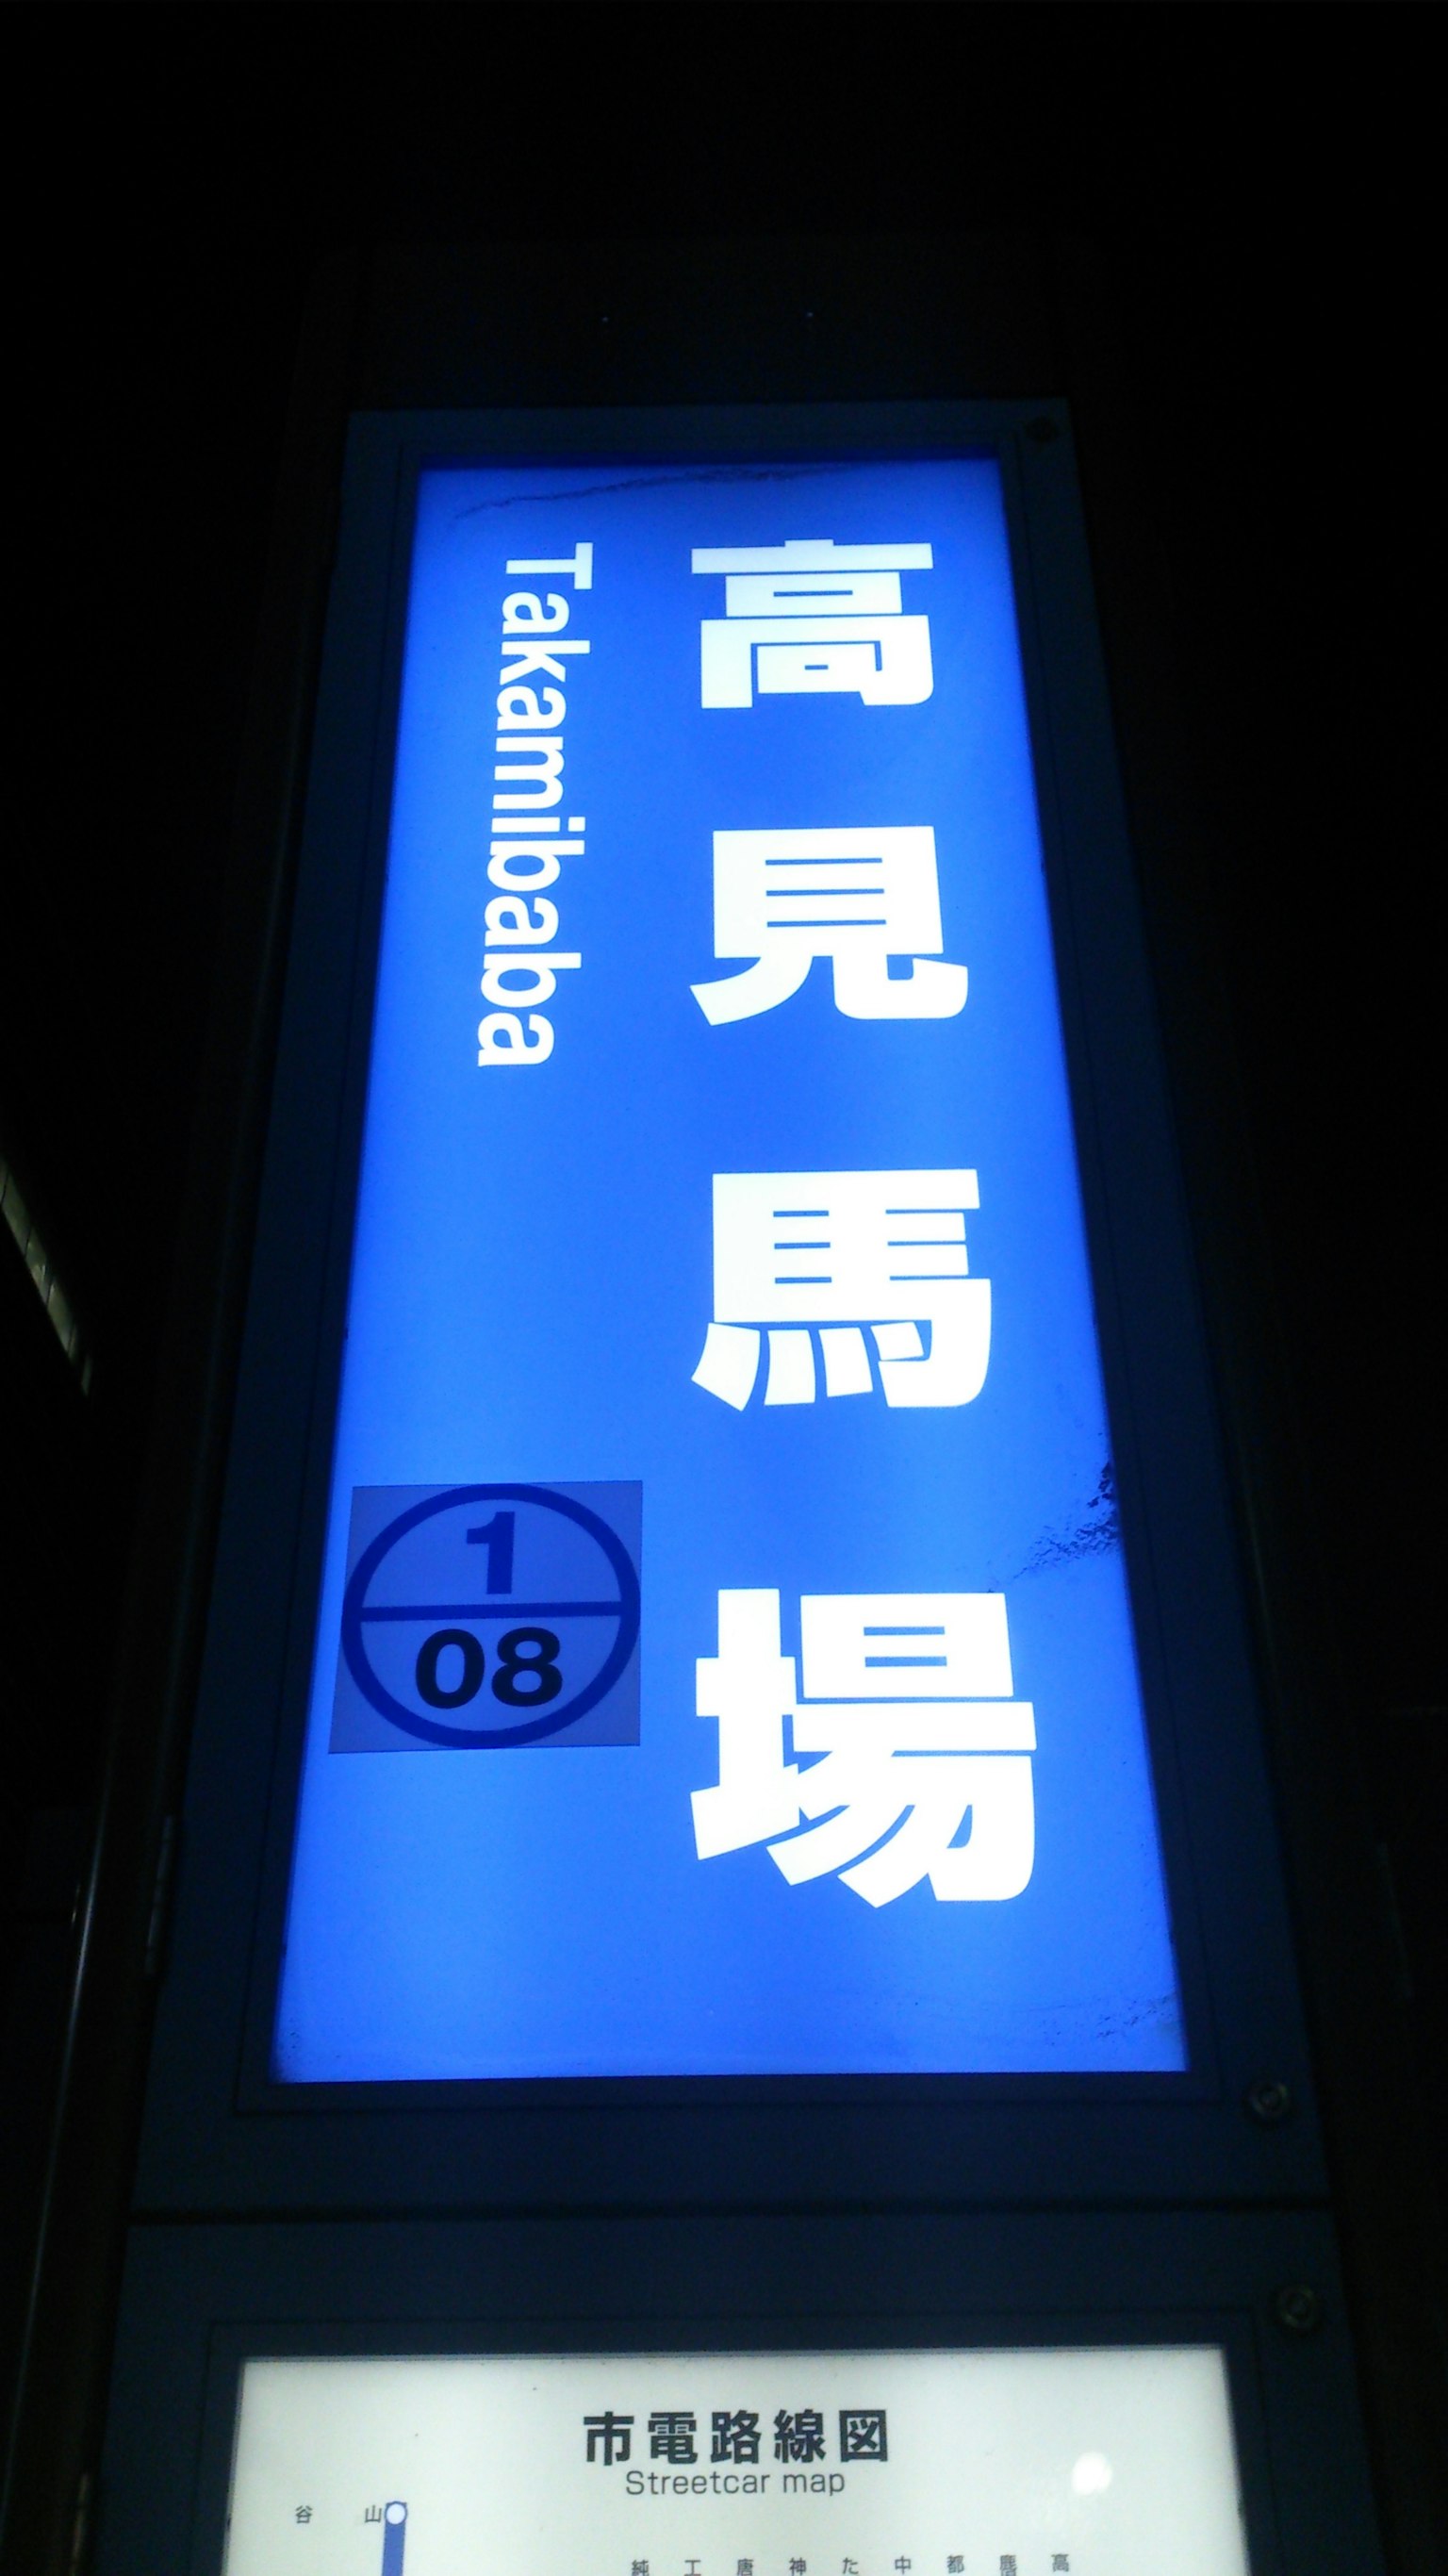 高見馬場
Takamibaba
1
08
市電路線図
Streetcar map
谷 山
純 工 唐 神 た 中 都 鹿 高